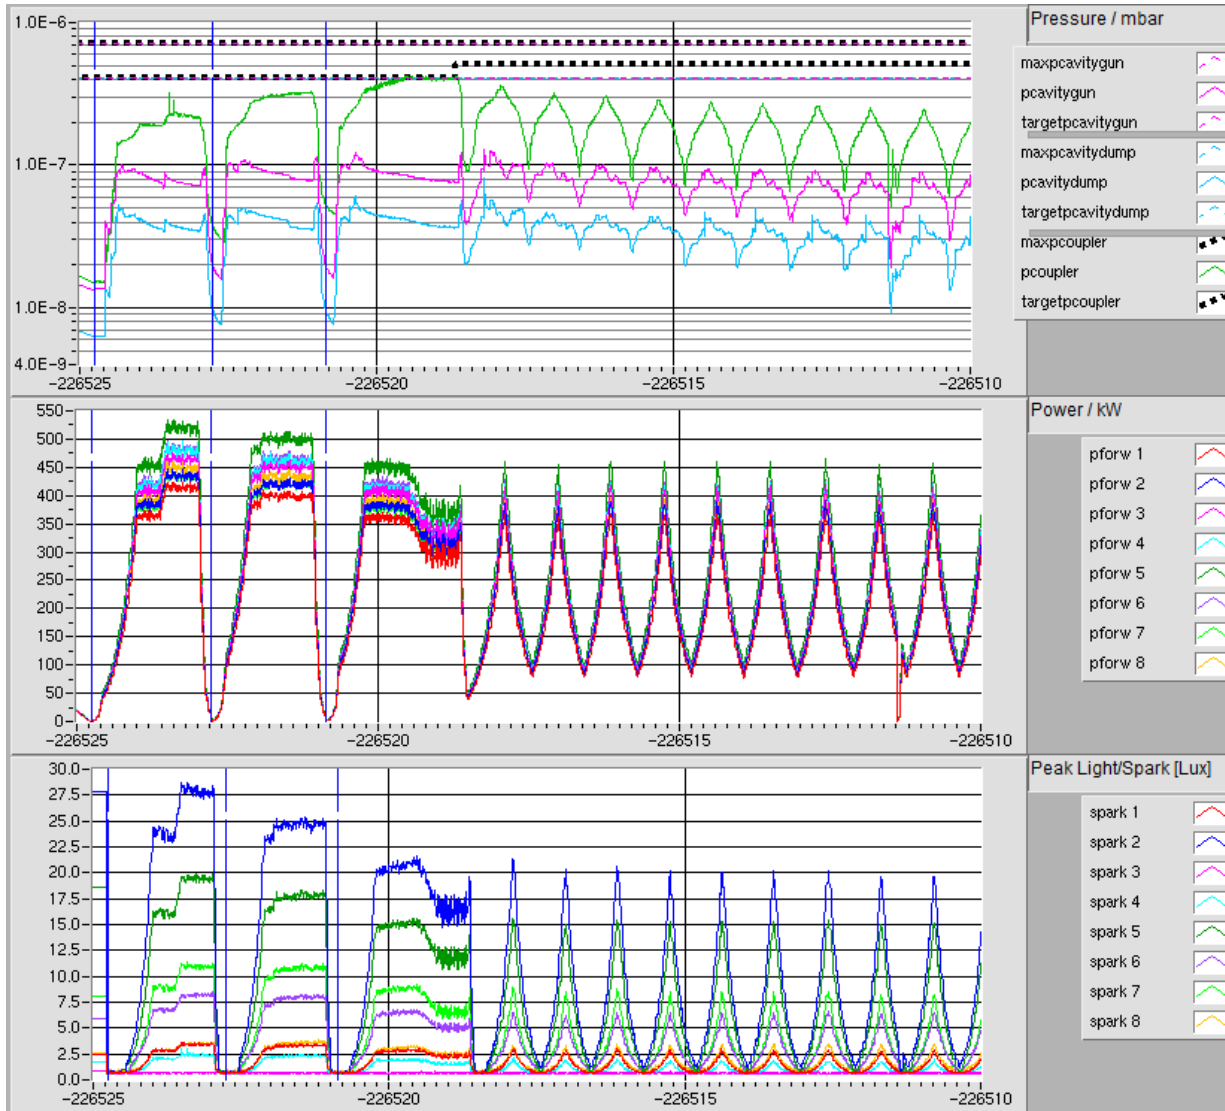 Pressure / mbar
1.0E-6
1.0E-7
1.0E-8
4.0E-9
-226525
-226520
-226515
-226510
maxpcavitygun
pcavitygun
targetpcavitygun
maxpcavitydump
pcavitydump
targetpcavitydump
maxpcoupler
pcoupler
targetpcoupler
Power / kW
550
500
450
400
350
300
250
200
150
100
50
0
-226525
-226520
-226515
-226510
pforw 1
pforw 2
pforw 3
pforw 4
pforw 5
pforw 6
pforw 7
pforw 8
Peak Light/Spark [Lux]
30.0
27.5
25.0
22.5
20.0
17.5
15.0
12.5
10.0
7.5
5.0
2.5
0.0
-226525
-226520
-226515
-226510
spark 1
spark 2
spark 3
spark 4
spark 5
spark 6
spark 7
spark 8